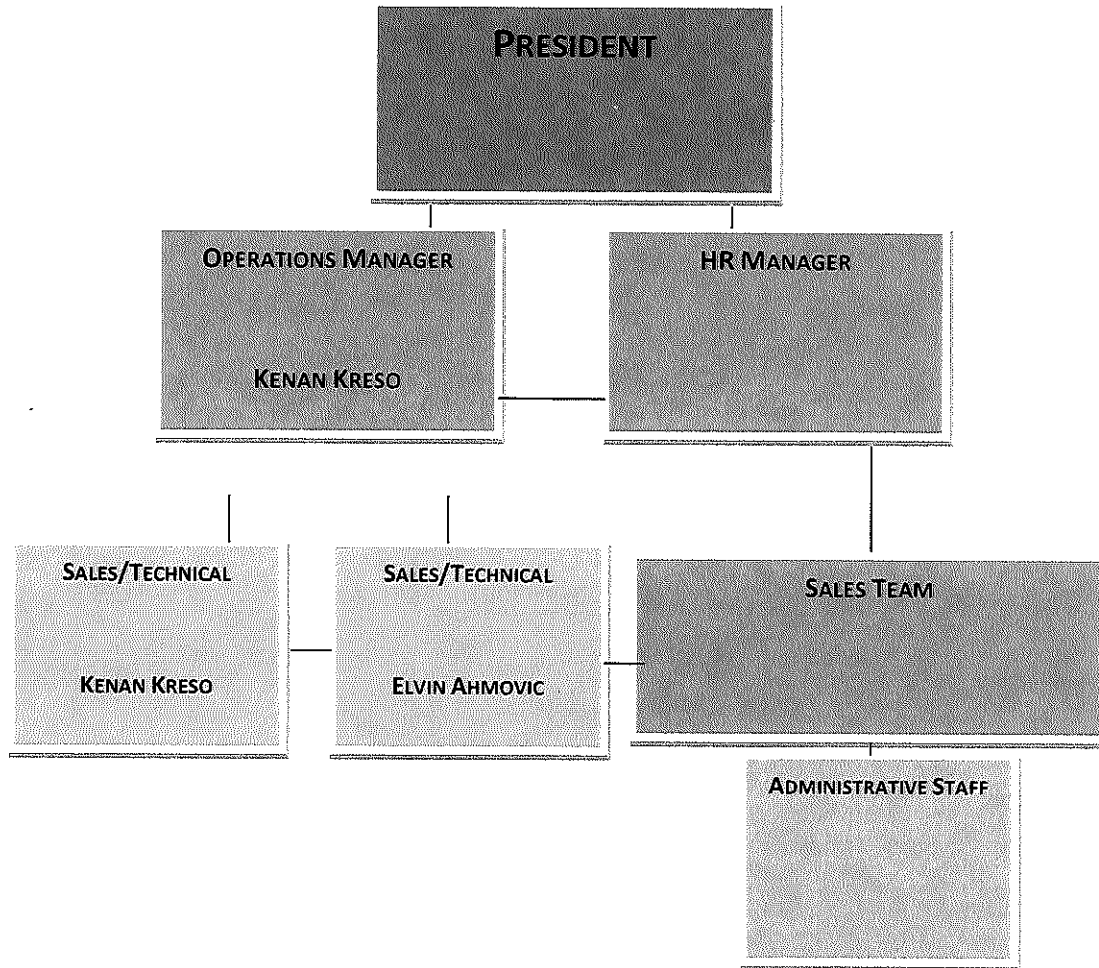 PRESIDENT
OPERATIONS MANAGER
KENAN KRESO
HR MANAGER
SALES/TECHNICAL
KENAN KRESO
SALES/TECHNICAL
ELVIN AHMOVIC
SALES TEAM
ADMINISTRATIVE STAFF